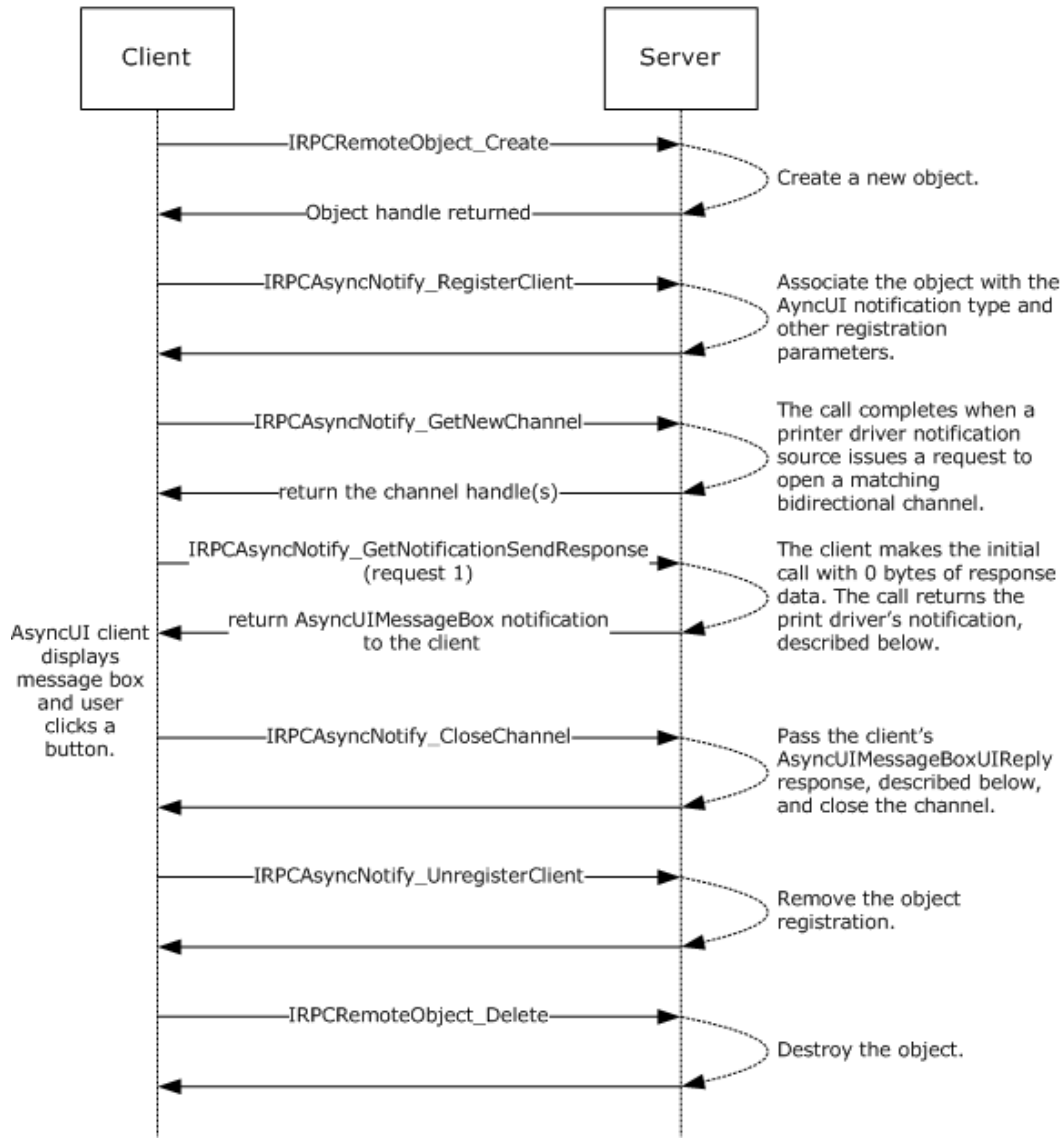 Client
Server
IRPCRemoteObject_Create
Create a new object.
Object handle returned
IRPCAsyncNotify_RegisterClient
Associate the object with the
AyncUI notification type and
other registration
parameters.
IRPCAsyncNotify_GetNewChannel
The call completes when a
printer driver notification
source issues a request to
open a matching
bidirectional channel.
return the channel handle(s)
IRPCAsyncNotify_GetNotificationSendResponse
(request 1)
The client makes the initial
call with 0 bytes of response
data. The call returns the
print driver’s notification,
described below.
return AsyncUIMessageBox notification
to the client
AsyncUI client
displays
message box
and user
clicks a
button.
IRPCAsyncNotify_CloseChannel
Pass the client’s
AsyncUIMessageBoxUIReply
response, described below,
and close the channel.
IRPCAsyncNotify_UnregisterClient
Remove the object
registration.
IRPCRemoteObject_Delete
Destroy the object.